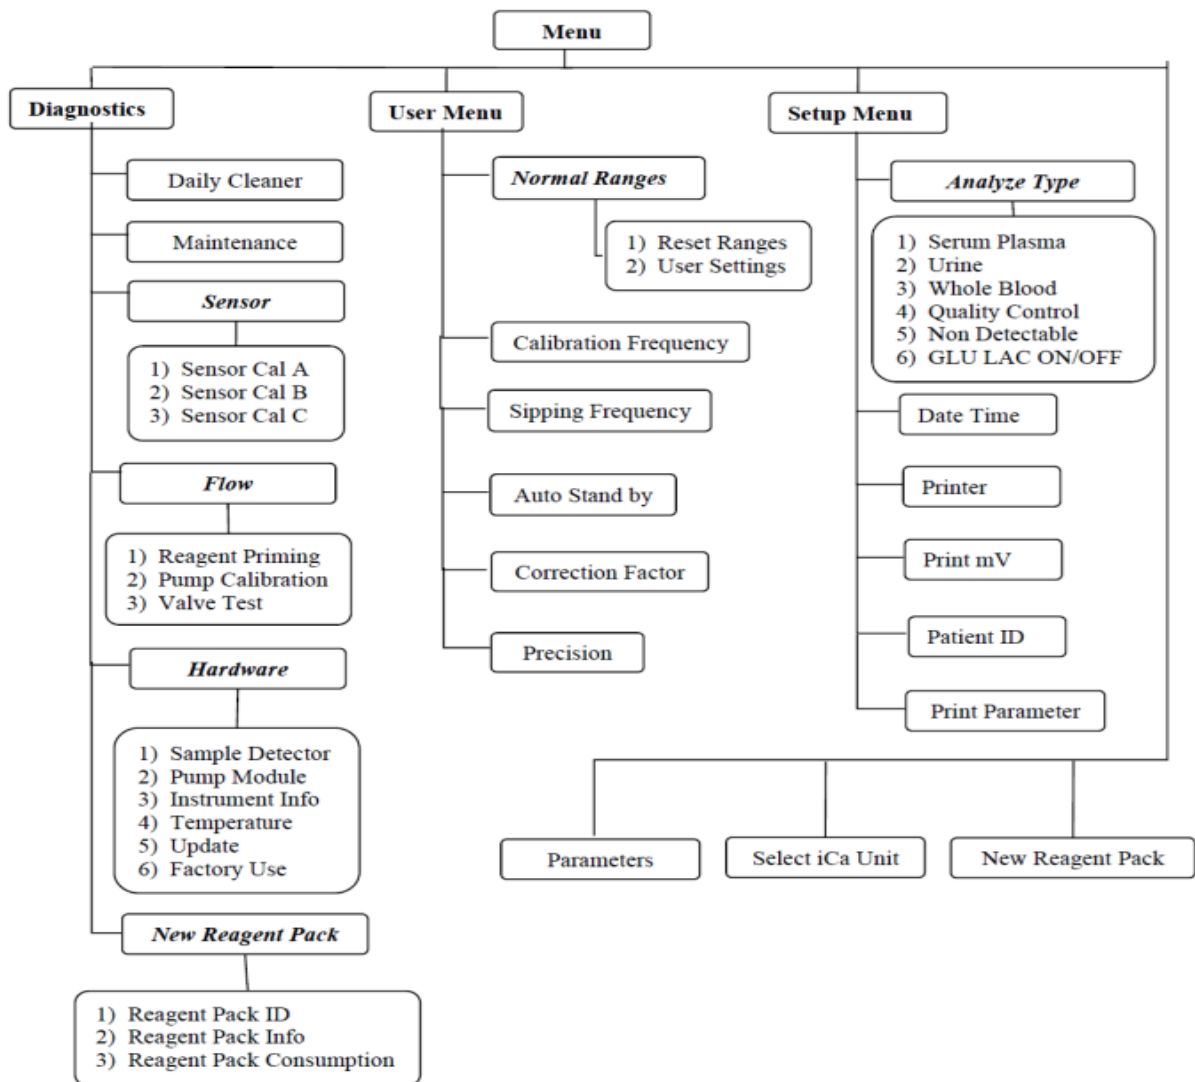 Menu
Diagnostics
Daily Cleaner
Maintenance
Sensor
1) Sensor Cal A
2) Sensor Cal B
3) Sensor Cal C
Flow
1) Reagent Priming
2) Pump Calibration
3) Valve Test
Hardware
1) Sample Detector
2) Pump Module
3) Instrument Info
4) Temperature
5) Update
6) Factory Use
New Reagent Pack
1) Reagent Pack ID
2) Reagent Pack Info
3) Reagent Pack Consumption
User Menu
Normal Ranges
1) Reset Ranges
2) User Settings
Calibration Frequency
Sipping Frequency
Auto Stand by
Correction Factor
Precision
Setup Menu
Analyze Type
1) Serum Plasma
2) Urine
3) Whole Blood
4) Quality Control
5) Non Detectable
6) GLU LAC ON/OFF
Date Time
Printer
Print mV
Patient ID
Print Parameter
Parameters
Select iCa Unit
New Reagent Pack